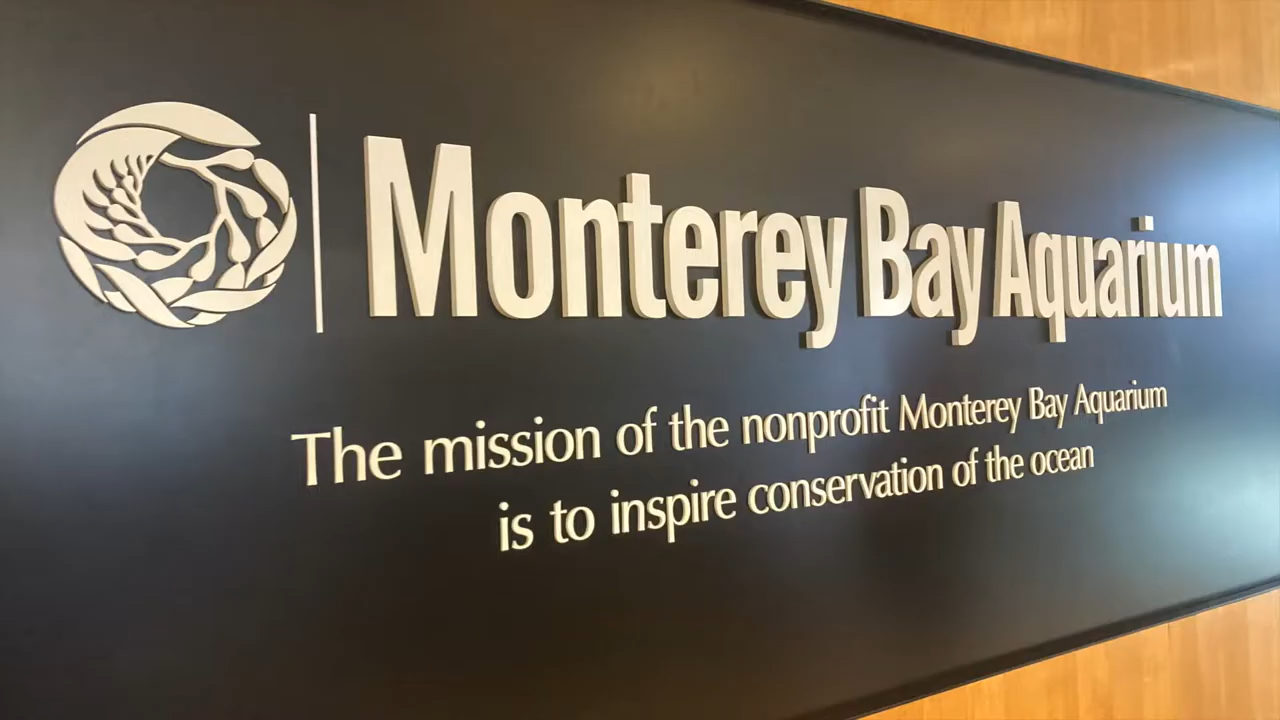 Monterey Bay Aquarium
The mission of the nonprofit Monterey Bay Aquarium
is to inspire conservation of the ocean